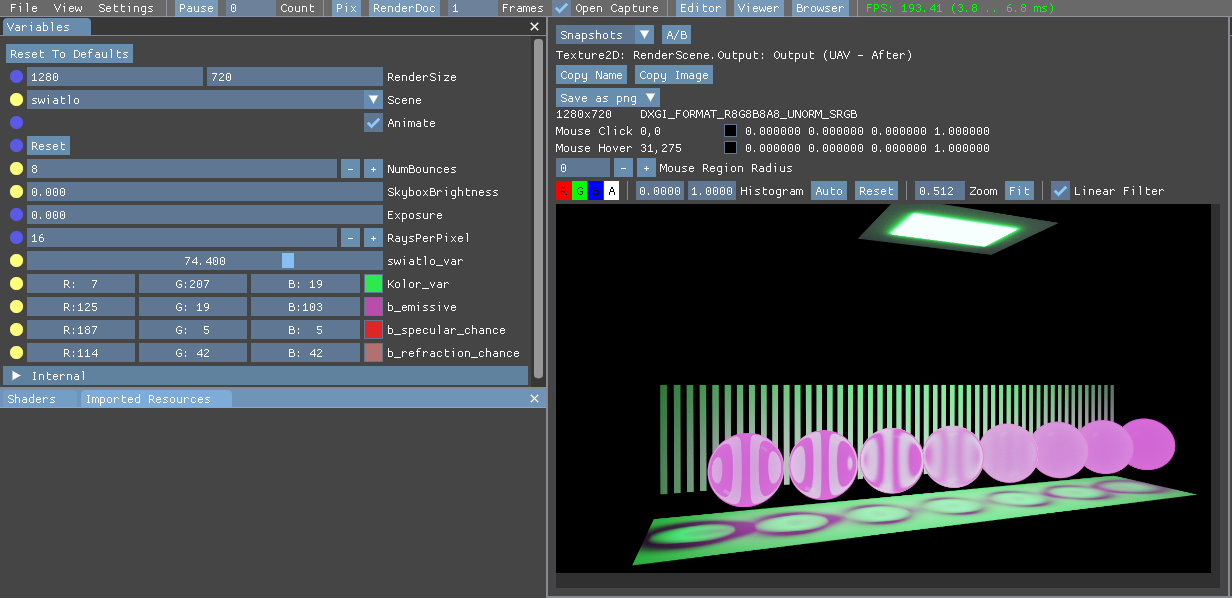 File View Settings Pause 0 Count Pix RenderDoc 1 Frames Open Capture Editor Viewer Browser FPS: 193.41 (3.8 .. 6.8 ms)
Variables
Reset To Defaults
1280 720 RenderSize
swiatlo Scene
Animate
Reset
8 - + NumBounces
0.000 SkyboxBrightness
0.000 Exposure
16 - + RaysPerPixel
74.400 swiatlo_var
R: 7 G:207 B: 19 Kolor_var
R:125 G: 19 B:103 b_emissive
R:187 G: 5 B: 5 b_specular_chance
R:114 G: 42 B: 42 b_refraction_chance
Internal
Shaders Imported Resources
Snapshots A/B
Texture2D: RenderScene.Output: Output (UAV - After)
Copy Name Copy Image
Save as png
1280x720 DXGI_FORMAT_R8G8B8A8_UNORM_SRGB
Mouse Click 0,0 0.000000 0.000000 0.000000 1.000000
Mouse Hover 31,275 0.000000 0.000000 0.000000 1.000000
0 - + Mouse Region Radius
R G B A 0.0000 1.0000 Histogram Auto Reset 0.512 Zoom Fit Linear Filter